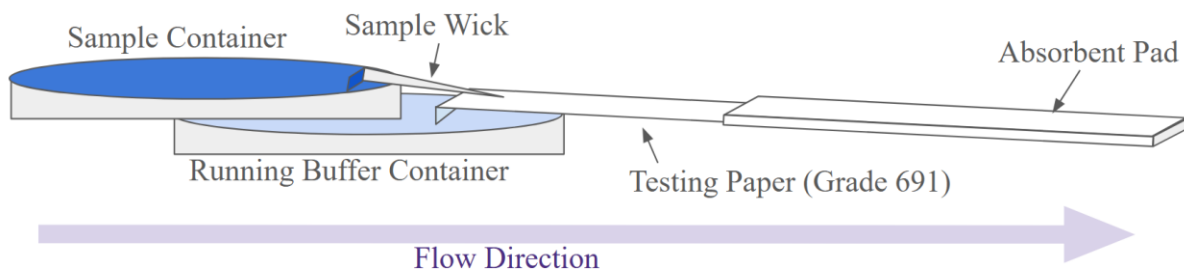 Sample Container
Sample Wick
Absorbent Pad
Running Buffer Container
Testing Paper (Grade 691)
Flow Direction